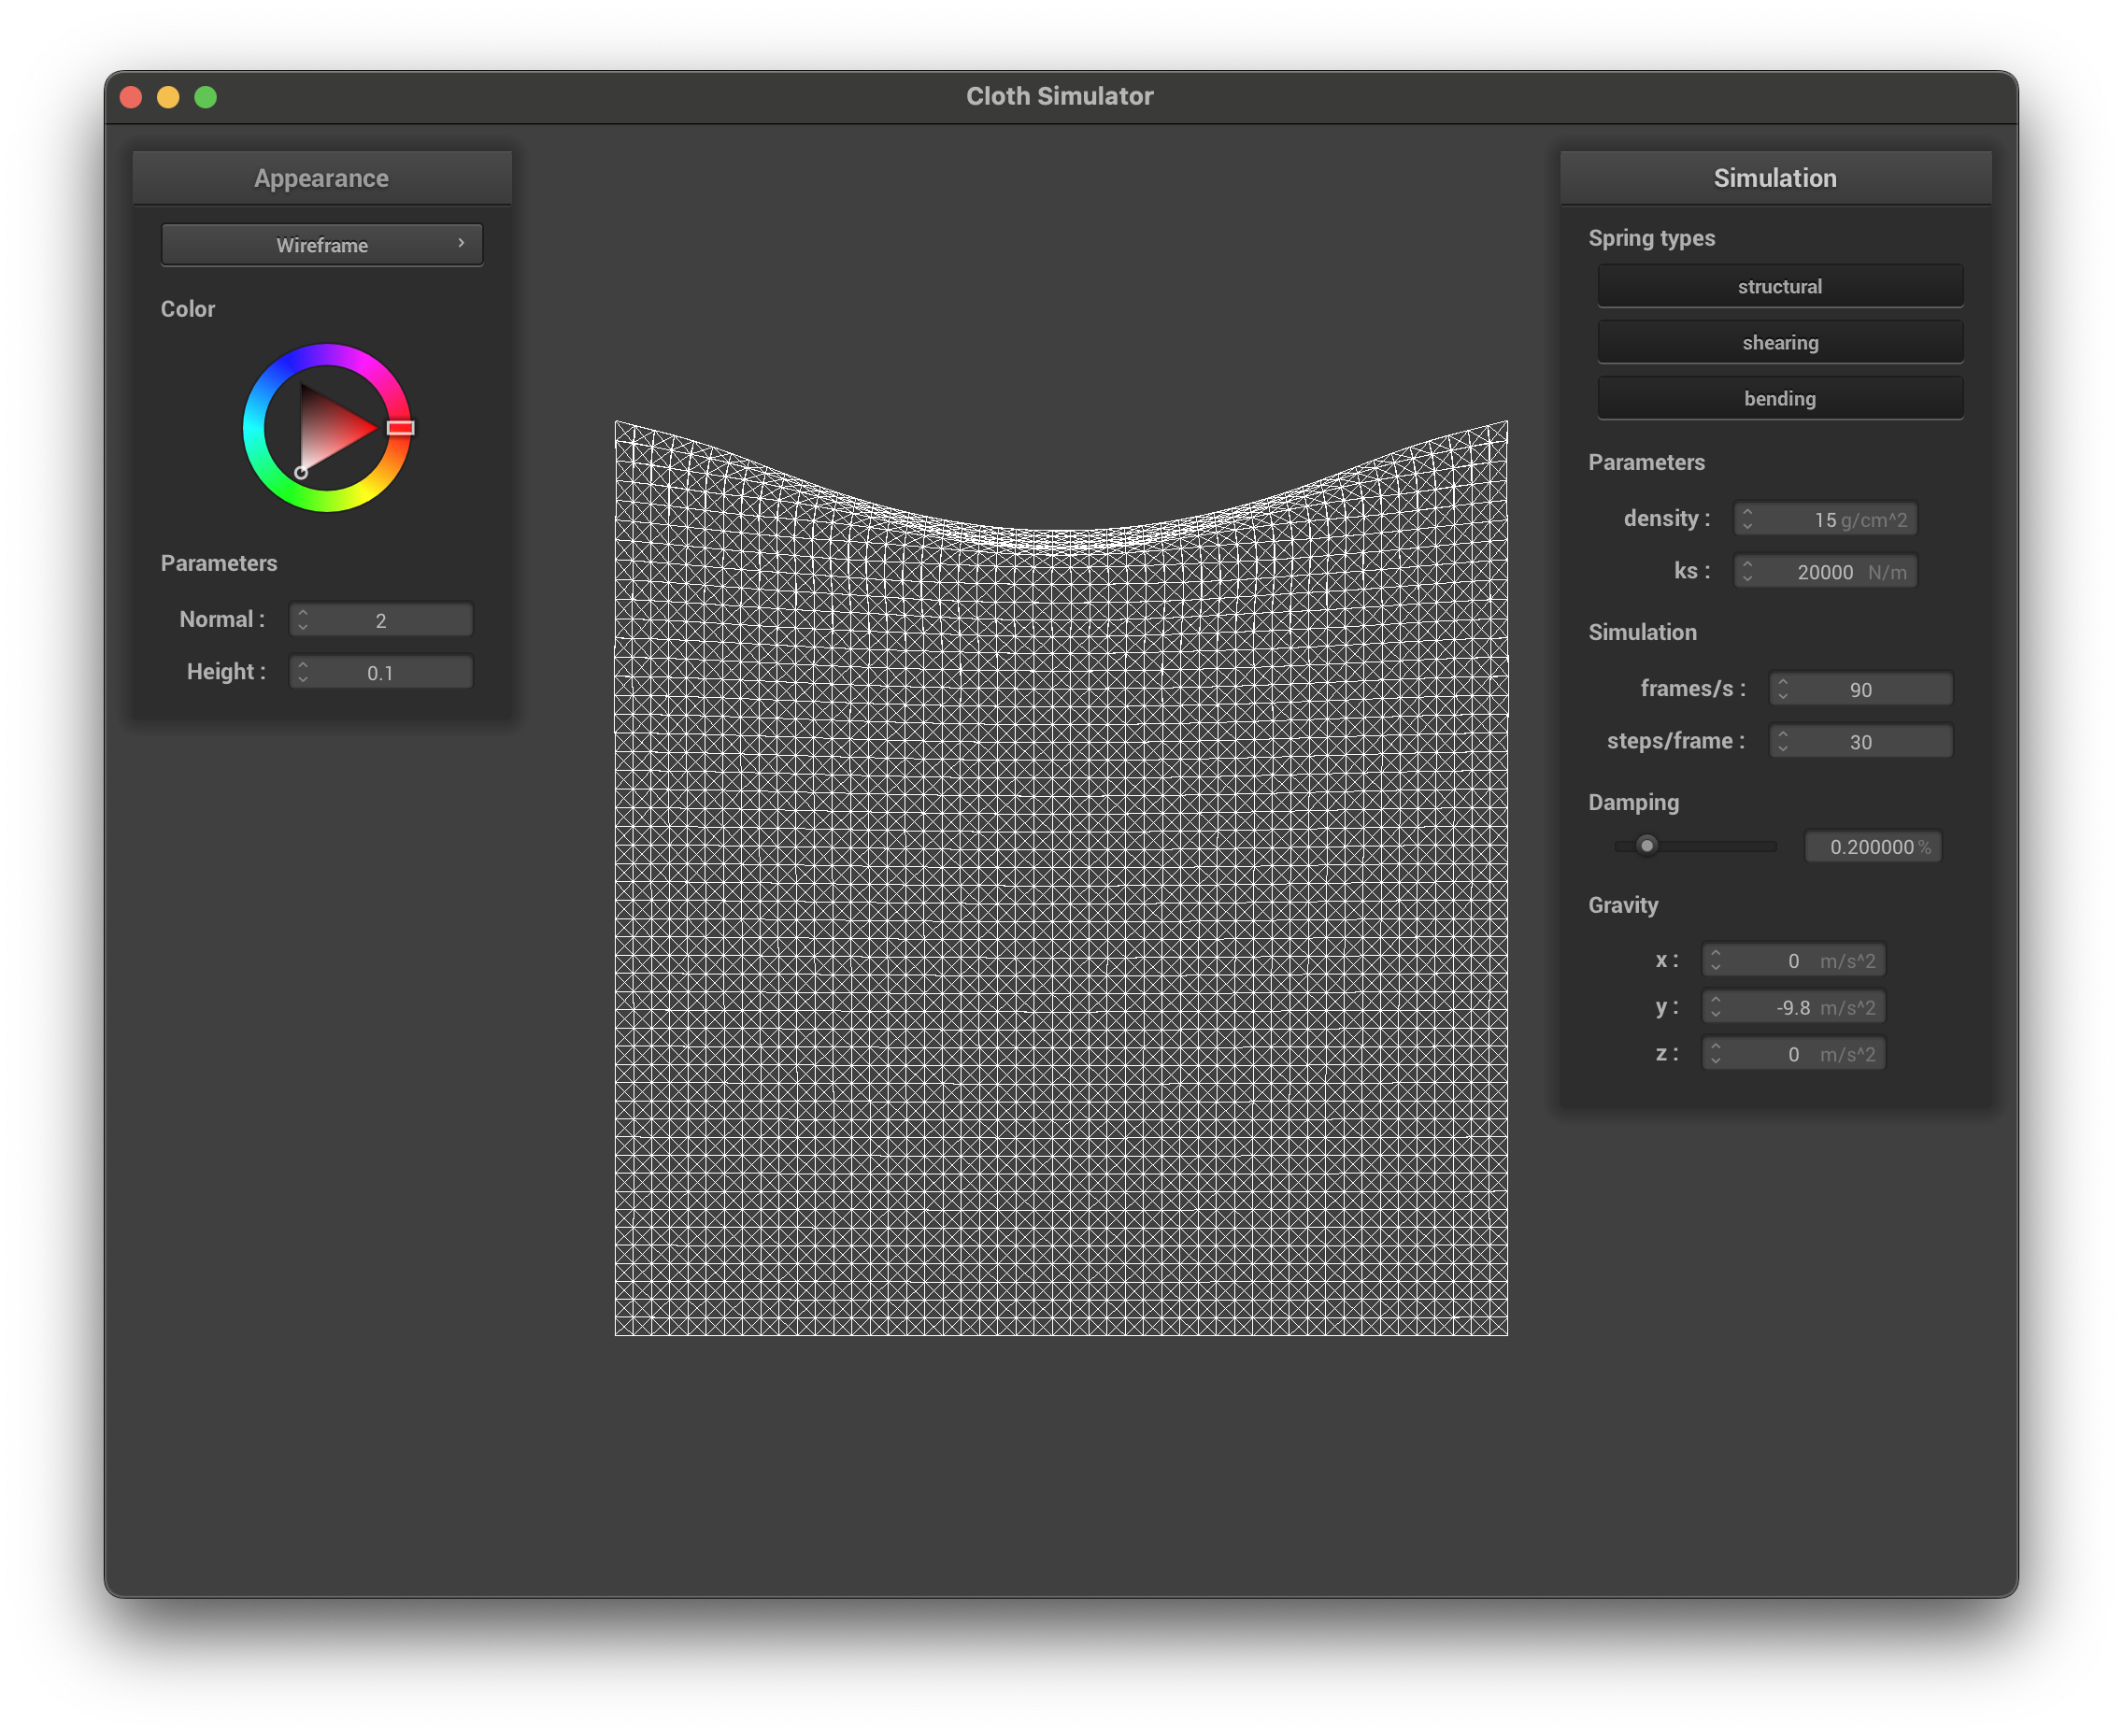 Cloth Simulator
Appearance
Wireframe
Color
Parameters
Normal : 2
Height : 0.1
Simulation
Spring types
structural
shearing
bending
Parameters
density : 15 g/cm^2
ks : 20000 N/m
Simulation
frames/s : 90
steps/frame : 30
Damping
0.200000 %
Gravity
x : 0 m/s^2
y : -9.8 m/s^2
z : 0 m/s^2